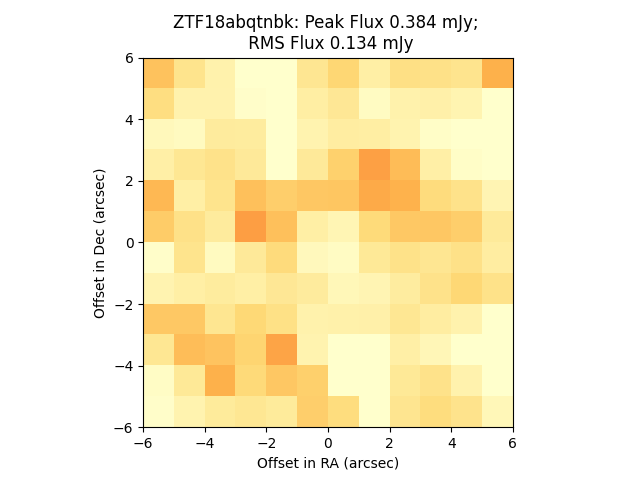 ZTF18abqtnbk: Peak Flux 0.384 mJy;
RMS Flux 0.134 mJy
6
4
2
0
−2
−4
−6
Offset in Dec (arcsec)
−6 −4 −2 0 2 4 6
Offset in RA (arcsec)